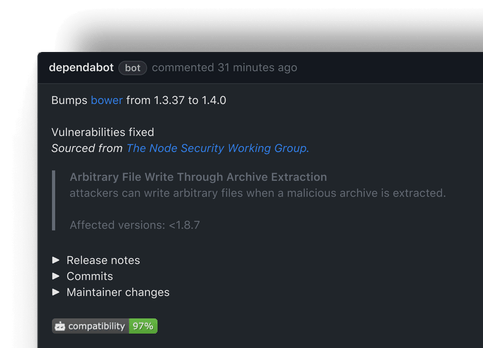 dependabot bot commented 31 minutes ago
Bumps bower from 1.3.37 to 1.4.0
Vulnerabilities fixed
Sourced from The Node Security Working Group.
Arbitrary File Write Through Archive Extraction
attackers can write arbitrary files when a malicious archive is extracted.
Affected versions: <1.8.7
Release notes
Commits
Maintainer changes
compatibility 97%